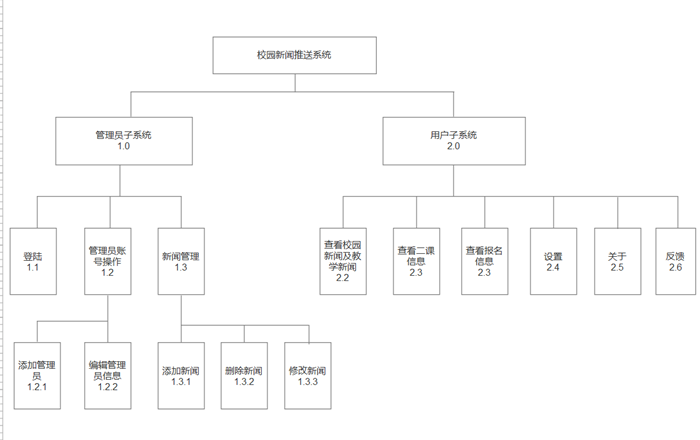 校园新闻推送系统
管理员子系统
1.0
用户子系统
2.0
登陆
1.1
管理员账
号操作
1.2
新闻管理
1.3
查看校园
新闻及教
学新闻
2.2
查看二课
信息
2.3
查看报名
信息
2.3
设置
2.4
关于
2.5
反馈
2.6
添加管理
员
1.2.1
编辑管理
员信息
1.2.2
添加新闻
1.3.1
删除新闻
1.3.2
修改新闻
1.3.3